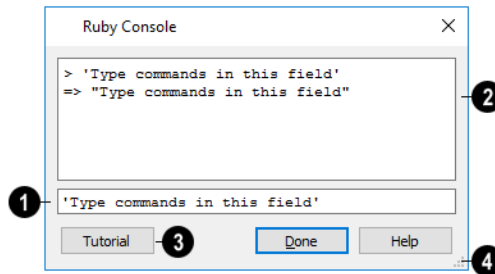 Ruby Console
> 'Type commands in this field'
=> "Type commands in this field"
2
1
'Type commands in this field'
Tutorial
3
Done
Help
4